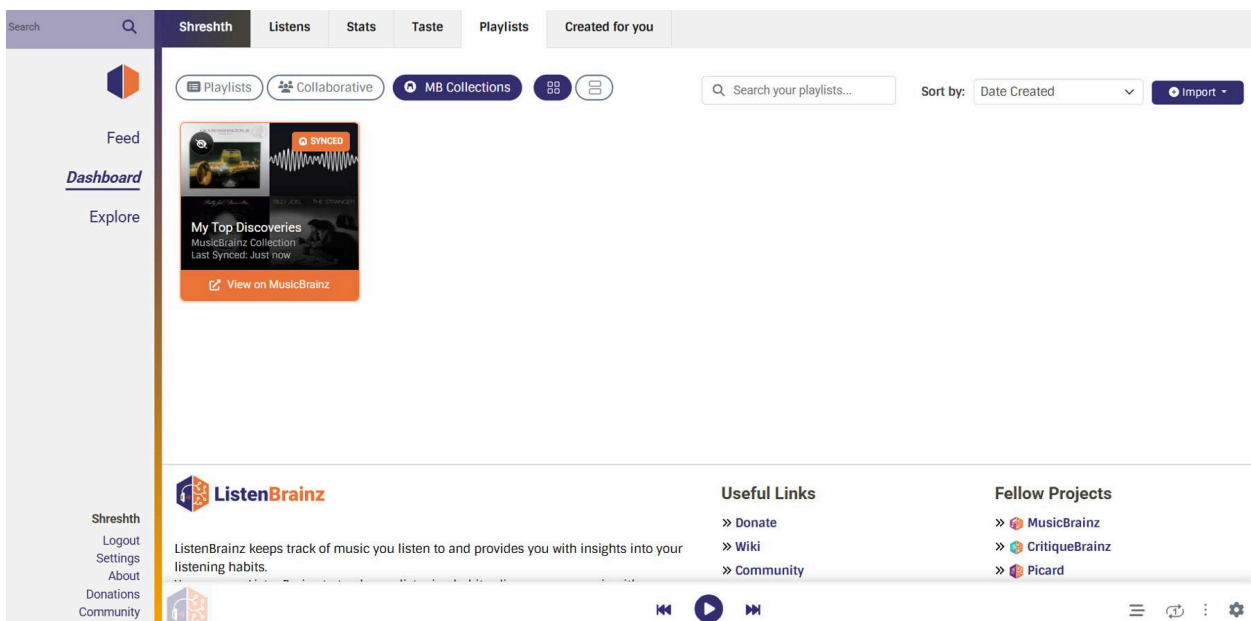 Search
Shreshth Listens Stats Taste Playlists Created for you
Playlists Collaborative MB Collections
Search your playlists...
Sort by: Date Created
Import
Feed
Dashboard
Explore
SYNCED
BILLY JOEL THE STRANGER
My Top Discoveries
MusicBrainz Collection
Last Synced: Just now
View on MusicBrainz
ListenBrainz
ListenBrainz keeps track of music you listen to and provides you with insights into your
listening habits.
Useful Links
» Donate
» Wiki
» Community
Fellow Projects
» MusicBrainz
» CritiqueBrainz
» Picard
Shreshth
Logout
Settings
About
Donations
Community